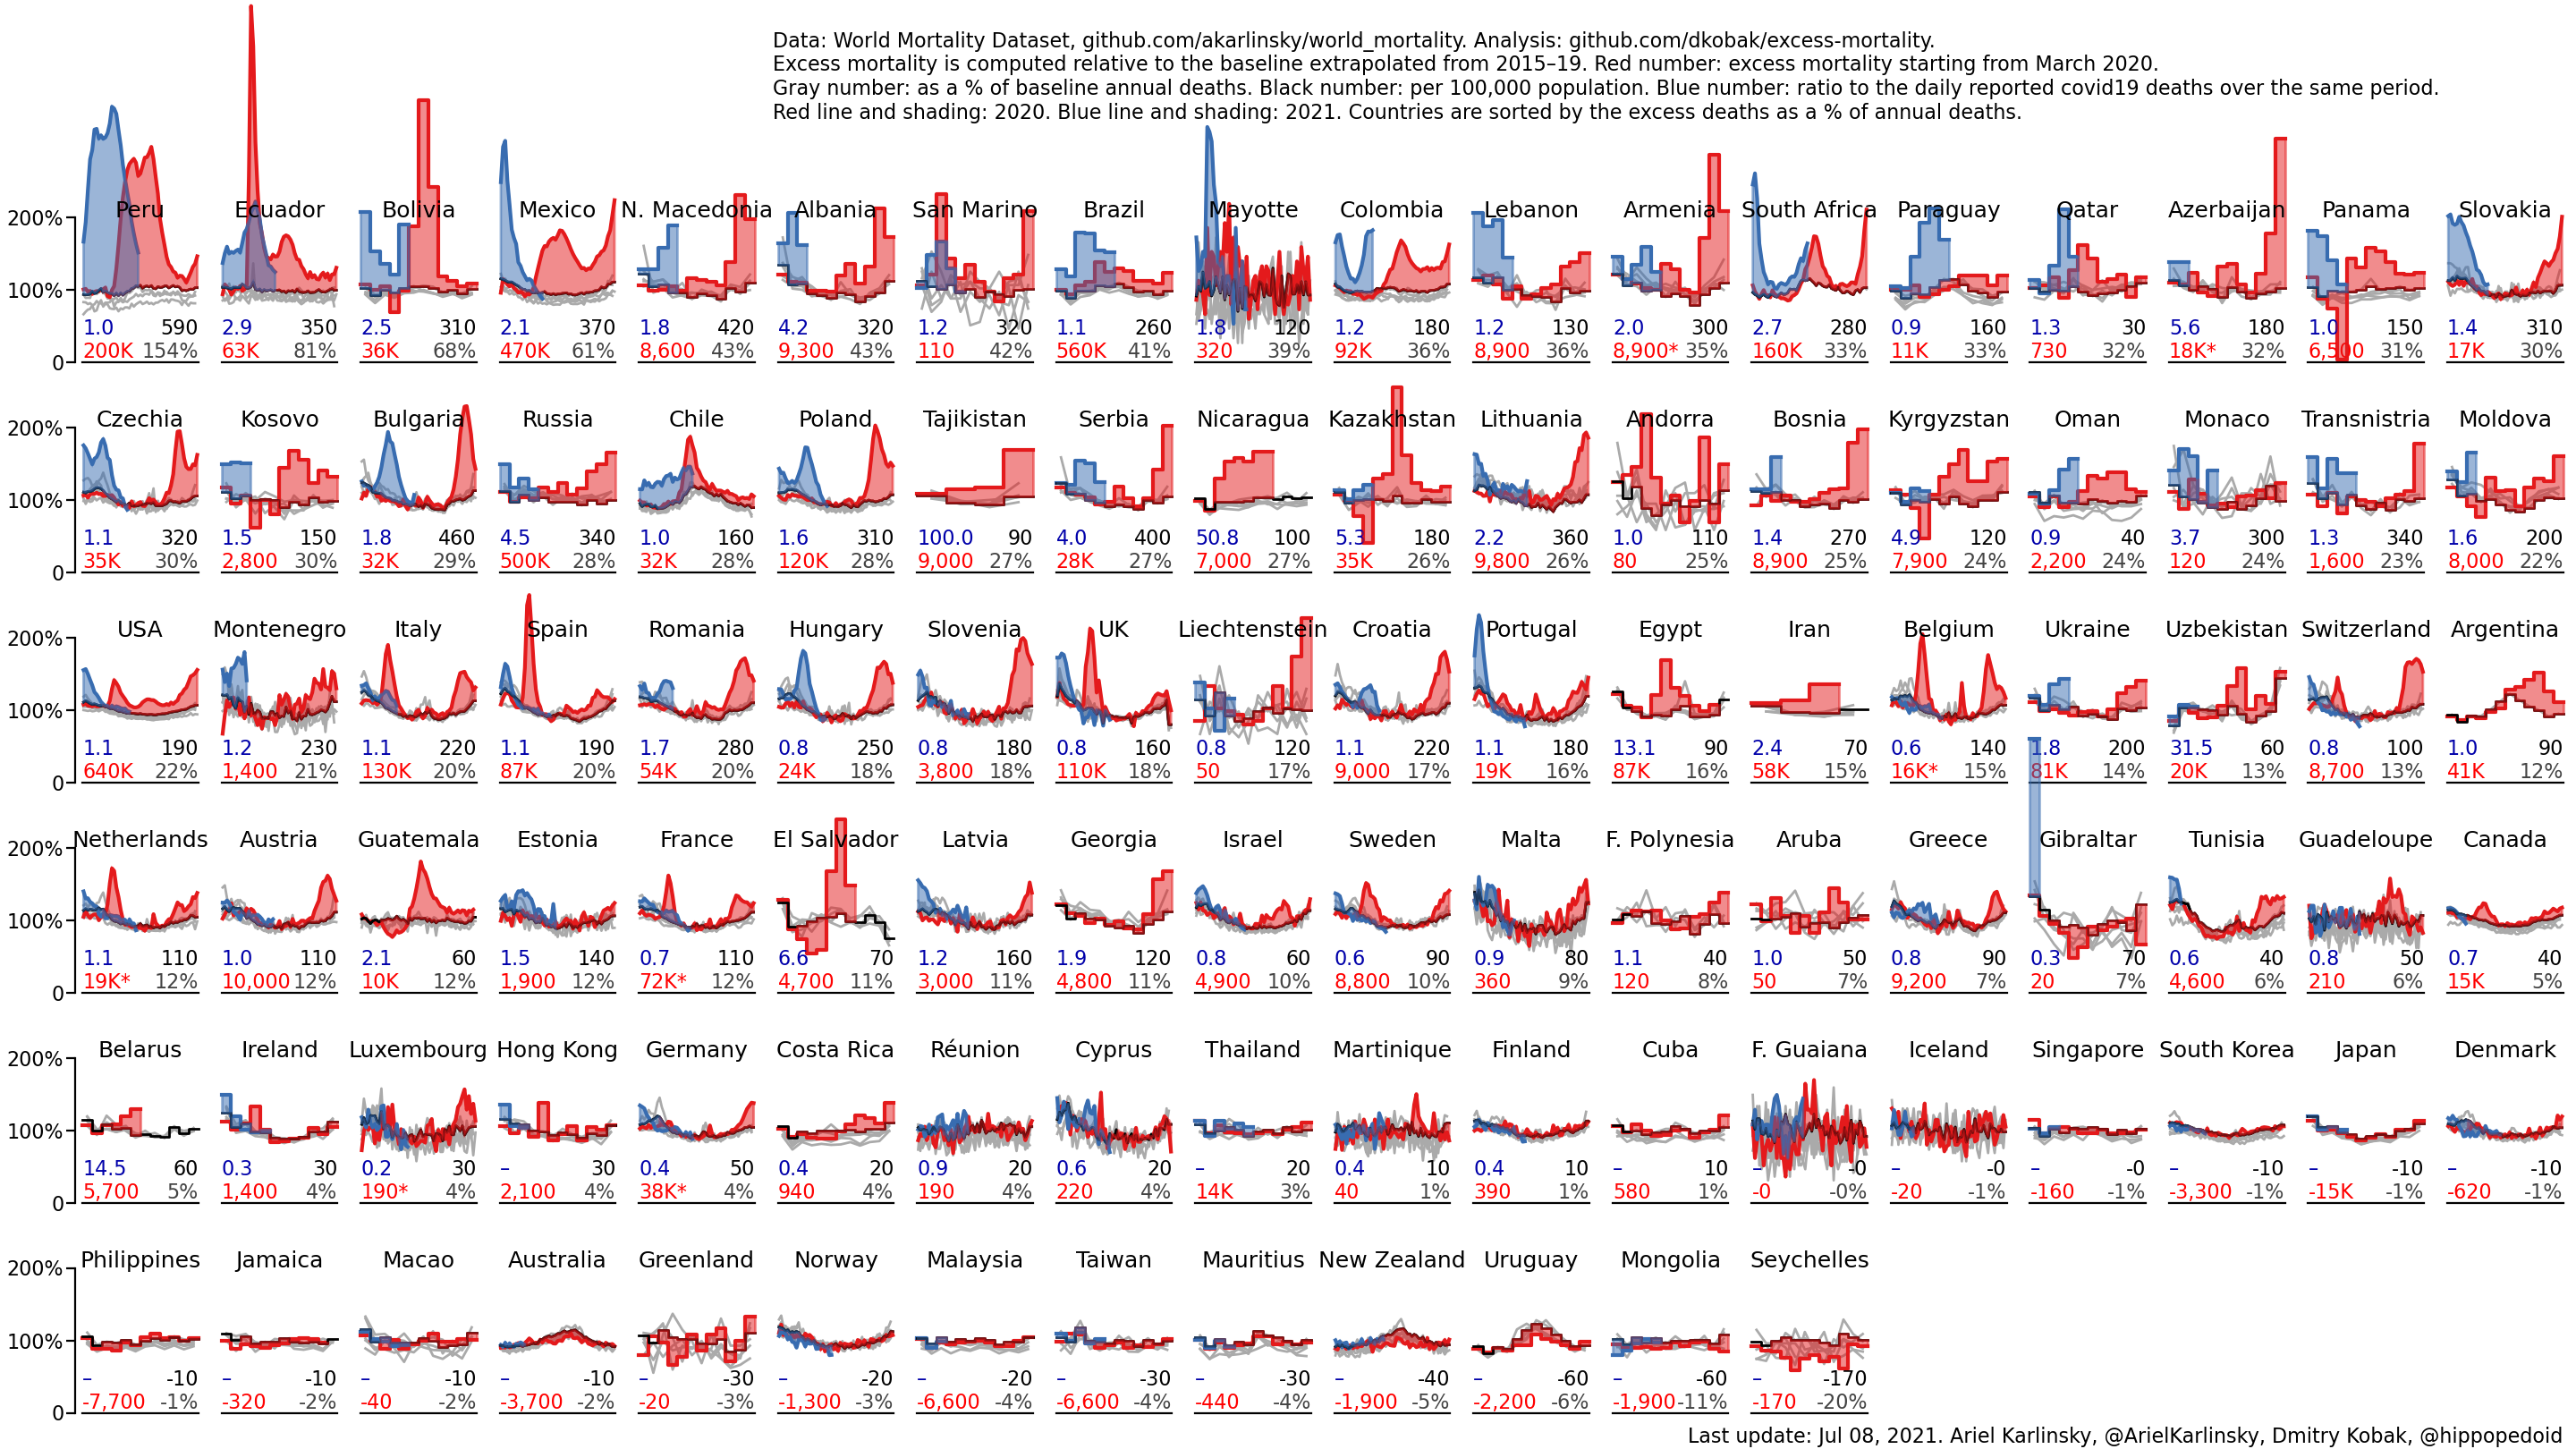 Data: World Mortality Dataset, github.com/akarlinsky/world_mortality. Analysis: github.com/dkobak/excess-mortality.
Excess mortality is computed relative to the baseline extrapolated from 2015–19. Red number: excess mortality starting from March 2020.
Gray number: as a % of baseline annual deaths. Black number: per 100,000 population. Blue number: ratio to the daily reported covid19 deaths over the same period.
Red line and shading: 2020. Blue line and shading: 2021. Countries are sorted by the excess deaths as a % of annual deaths.
200% Peru Ecuador Bolivia Mexico N. Macedonia Albania San Marino Brazil Mayotte Colombia Lebanon Armenia South Africa Paraguay Qatar Azerbaijan Panama Slovakia
100%
1.0 590 2.9 350 2.5 310 2.1 370 1.8 420 4.2 320 1.2 320 1.1 260 1.8 120 1.2 180 1.2 130 2.0 300 2.7 280 0.9 160 1.3 30 5.6 180 1.0 150 1.4 310
0 200K 154% 63K 81% 36K 68% 470K 61% 8,600 43% 9,300 43% 110 42% 560K 41% 320 39% 92K 36% 8,900 36% 8,900* 35% 160K 33% 11K 33% 730 32% 18K* 32% 6,500 31% 17K 30%
200% Czechia Kosovo Bulgaria Russia Chile Poland Tajikistan Serbia Nicaragua Kazakhstan Lithuania Andorra Bosnia Kyrgyzstan Oman Monaco Transnistria Moldova
100%
1.1 320 1.5 150 1.8 460 4.5 340 1.0 160 1.6 310 100.0 90 4.0 400 50.8 100 5.3 180 2.2 360 1.0 110 1.4 270 4.9 120 0.9 40 3.7 300 1.3 340 1.6 200
0 35K 30% 2,800 30% 32K 29% 500K 28% 32K 28% 120K 28% 9,000 27% 28K 27% 7,000 27% 35K 26% 9,800 26% 80 25% 8,900 25% 7,900 24% 2,200 24% 120 24% 1,600 23% 8,000 22%
200% USA Montenegro Italy Spain Romania Hungary Slovenia UK Liechtenstein Croatia Portugal Egypt Iran Belgium Ukraine Uzbekistan Switzerland Argentina
100%
1.1 190 1.2 230 1.1 220 1.1 190 1.7 280 0.8 250 0.8 180 0.8 160 0.8 120 1.1 220 1.1 180 13.1 90 2.4 70 0.6 140 1.8 200 31.5 60 0.8 100 1.0 90
0 640K 22% 1,400 21% 130K 20% 87K 20% 54K 20% 24K 18% 3,800 18% 110K 18% 50 17% 9,000 17% 19K 16% 87K 16% 58K 15% 16K* 15% 81K 14% 20K 13% 8,700 13% 41K 12%
200% Netherlands Austria Guatemala Estonia France El Salvador Latvia Georgia Israel Sweden Malta F. Polynesia Aruba Greece Gibraltar Tunisia Guadeloupe Canada
100%
1.1 110 1.0 110 2.1 60 1.5 140 0.7 110 6.6 70 1.2 160 1.9 120 0.8 60 0.6 90 0.9 80 1.1 40 1.0 50 0.8 90 0.3 70 0.6 40 0.8 50 0.7 40
0 19K* 12% 10,000 12% 10K 12% 1,900 12% 72K* 12% 4,700 11% 3,000 11% 4,800 11% 4,900 10% 8,800 10% 360 9% 120 8% 50 7% 9,200 7% 20 7% 4,600 6% 210 6% 15K 5%
200% Belarus Ireland Luxembourg Hong Kong Germany Costa Rica Réunion Cyprus Thailand Martinique Finland Cuba F. Guaiana Iceland Singapore South Korea Japan Denmark
100%
14.5 60 0.3 30 0.2 30 – 30 0.4 50 0.4 20 0.9 20 0.6 20 – 20 0.4 10 0.4 10 – 10 – -0 – -0 – -0 – -10 – -10 – -10
0 5,700 5% 1,400 4% 190* 4% 2,100 4% 38K* 4% 940 4% 190 4% 220 4% 14K 3% 40 1% 390 1% 580 1% -0 -0% -20 -1% -160 -1% -3,300 -1% -15K -1% -620 -1%
200% Philippines Jamaica Macao Australia Greenland Norway Malaysia Taiwan Mauritius New Zealand Uruguay Mongolia Seychelles
100%
– -10 – -10 – -10 – -10 – -30 – -20 – -20 – -30 – -30 – -40 – -60 – -60 – -170
0 -7,700 -1% -320 -2% -40 -2% -3,700 -2% -20 -3% -1,300 -3% -6,600 -4% -6,600 -4% -440 -4% -1,900 -5% -2,200 -6% -1,900 -11% -170 -20%
Last update: Jul 08, 2021. Ariel Karlinsky, @ArielKarlinsky, Dmitry Kobak, @hippopedoid